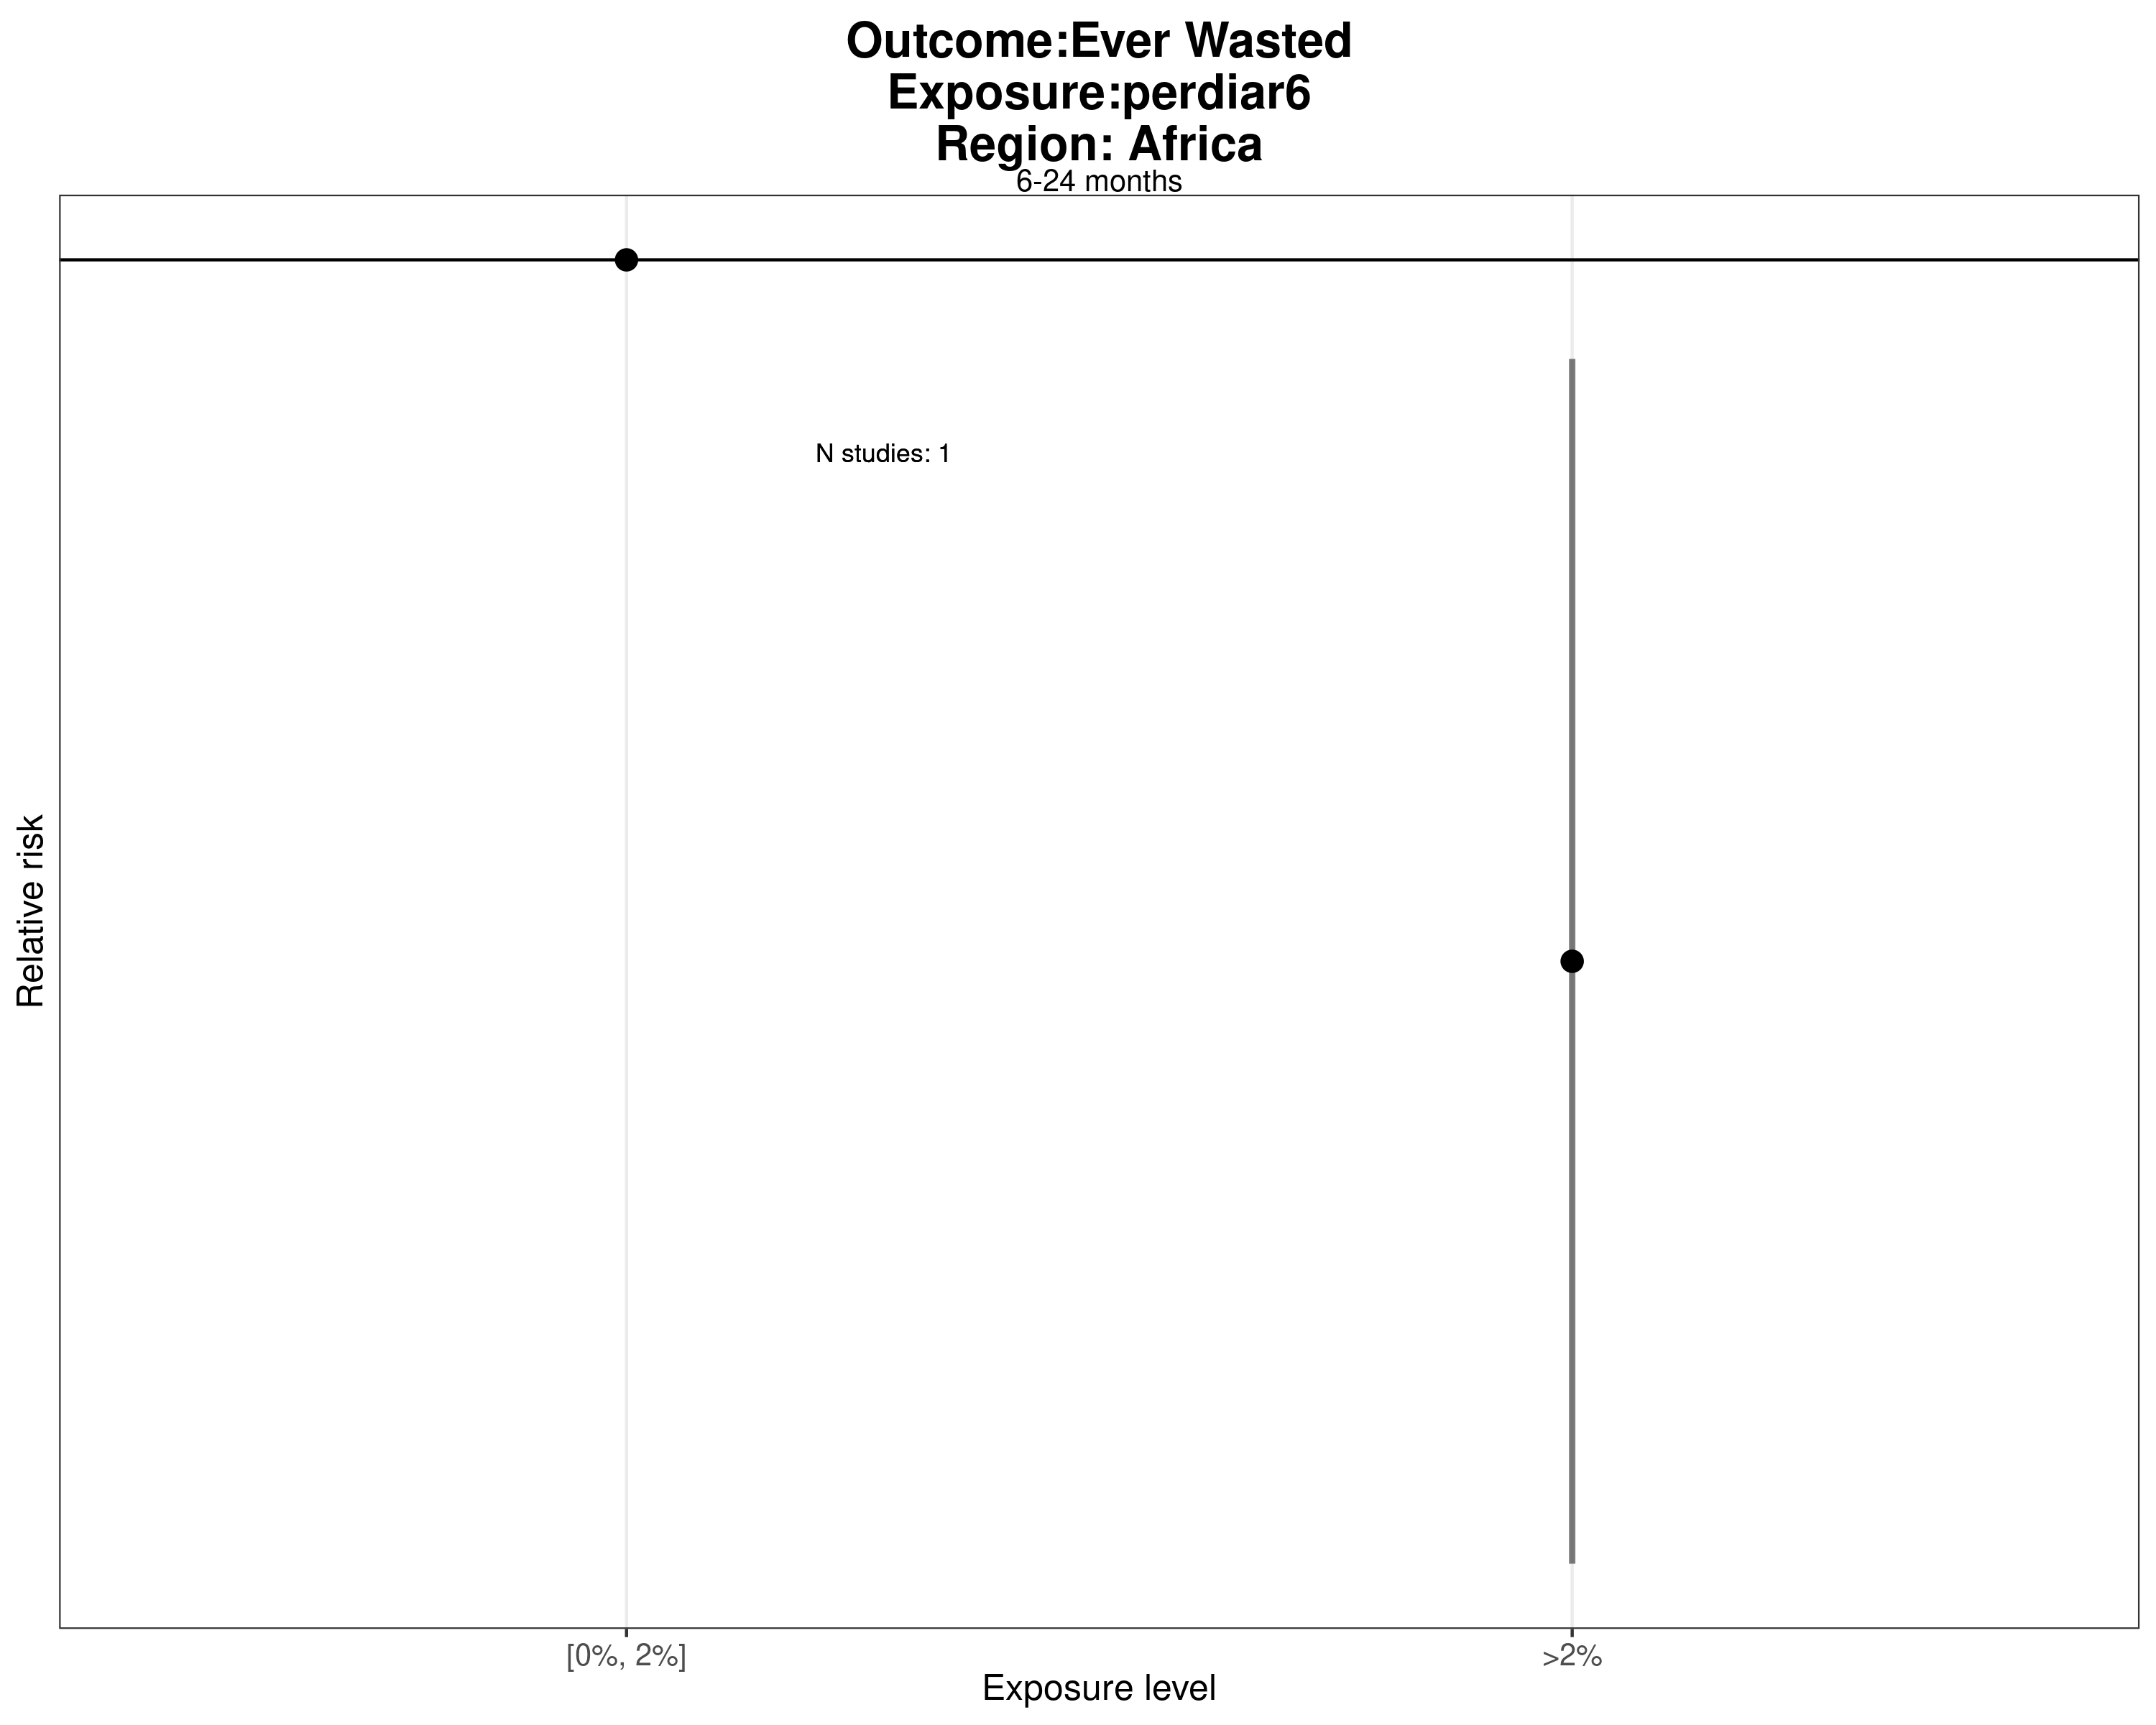 Outcome:Ever Wasted
Exposure:perdiar6
Region: Africa
6-24 months
N studies: 1
Relative risk
[0%, 2%]
>2%
Exposure level